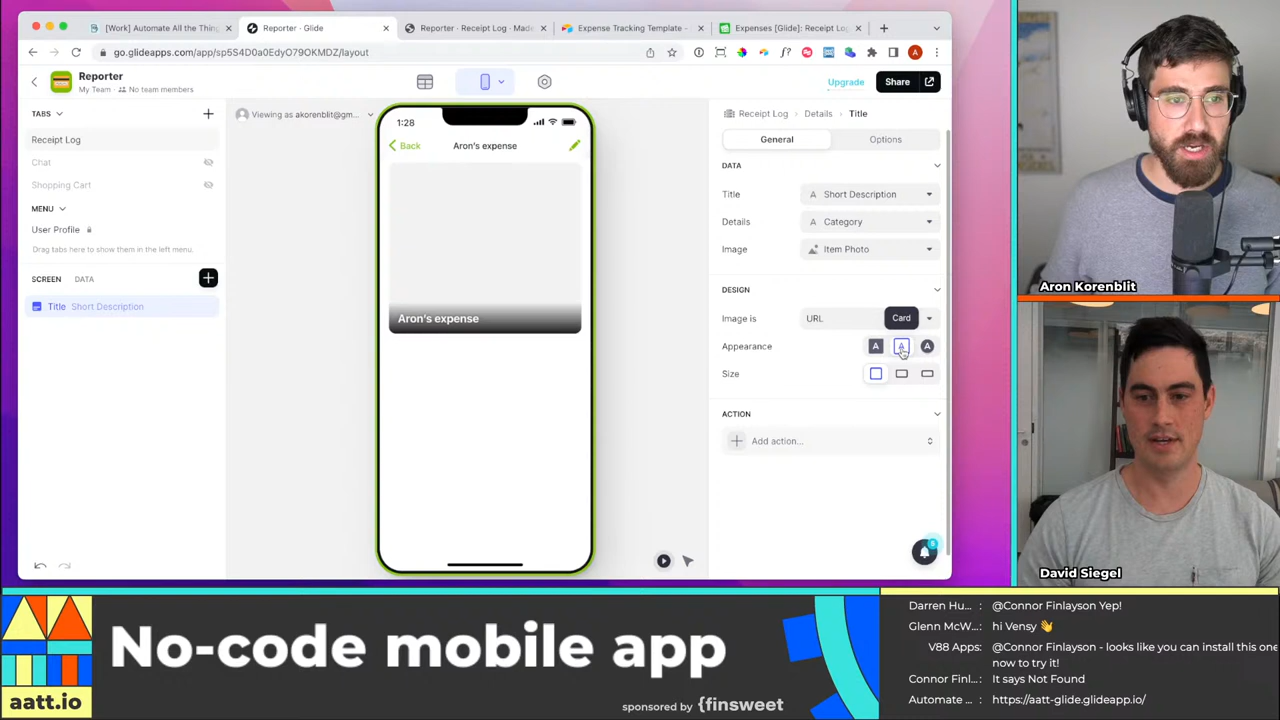 [Work] Automate All the Thing
Reporter - Glide
Reporter - Receipt Log - Made
Expense Tracking Template -
Expenses [Glide]: Receipt Log
go.glideapps.com/app/sp5S4D0a0EdyO79OKMDZ/layout
Reporter
My Team · No team members
Upgrade
Share
TABS
Receipt Log
Chat
Shopping Cart
MENU
User Profile
Drag tabs here to show them in the left menu.
SCREEN
DATA
Title Short Description
Viewing as akorenblit@gm...
1:28
Back
Aron's expense
Aron's expense
Receipt Log
Details
Title
General
Options
DATA
Title
A Short Description
Details
A Category
Image
Item Photo
DESIGN
Image is
URL
Card
Appearance
A
A
A
Size
ACTION
Add action...
Aron Korenblit
David Siegel
aatt.io
No-code mobile app
sponsored by {finsweet
Darren Hu... : @Connor Finlayson Yep!
Glenn McW... : hi Vensy 👋
V88 Apps: @Connor Finlayson - looks like you can install this one
now to try it!
Connor Finl... : It says Not Found
Automate ... : https://aatt-glide.glideapp.io/